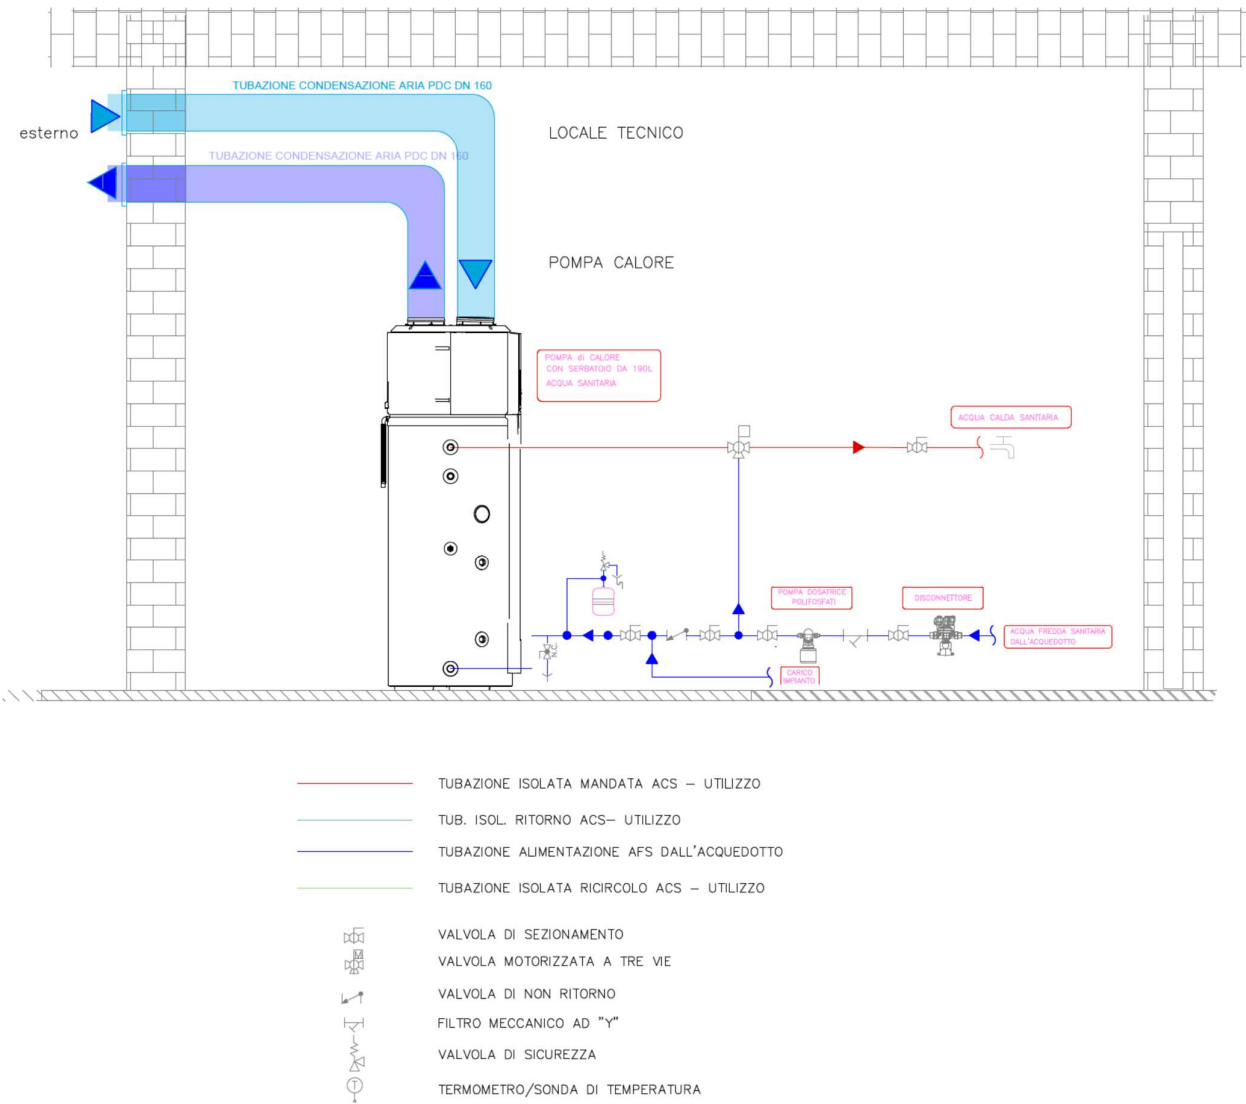 TUBAZIONE CONDENSAZIONE ARIA PDC DN 160
esterno
LOCALE TECNICO
TUBAZIONE CONDENSAZIONE ARIA PDC DN 160
POMPA CALORE
POMPA di CALORE
CON SERBATOIO DA 190L
ACQUA SANITARIA
ACQUA CALDA SANITARIA
POMPA DOSATRICE
POLIFOSFATI
DISCONNETTORE
ACQUA FREDDA SANITARIA
DALL'ACQUEDOTTO
N.C.
CARICO
IMPIANTO
TUBAZIONE ISOLATA MANDATA ACS – UTILIZZO
TUB. ISOL. RITORNO ACS– UTILIZZO
TUBAZIONE ALIMENTAZIONE AFS DALL'ACQUEDOTTO
TUBAZIONE ISOLATA RICIRCOLO ACS – UTILIZZO
VALVOLA DI SEZIONAMENTO
M
VALVOLA MOTORIZZATA A TRE VIE
VALVOLA DI NON RITORNO
FILTRO MECCANICO AD "Y"
VALVOLA DI SICUREZZA
T
TERMOMETRO/SONDA DI TEMPERATURA